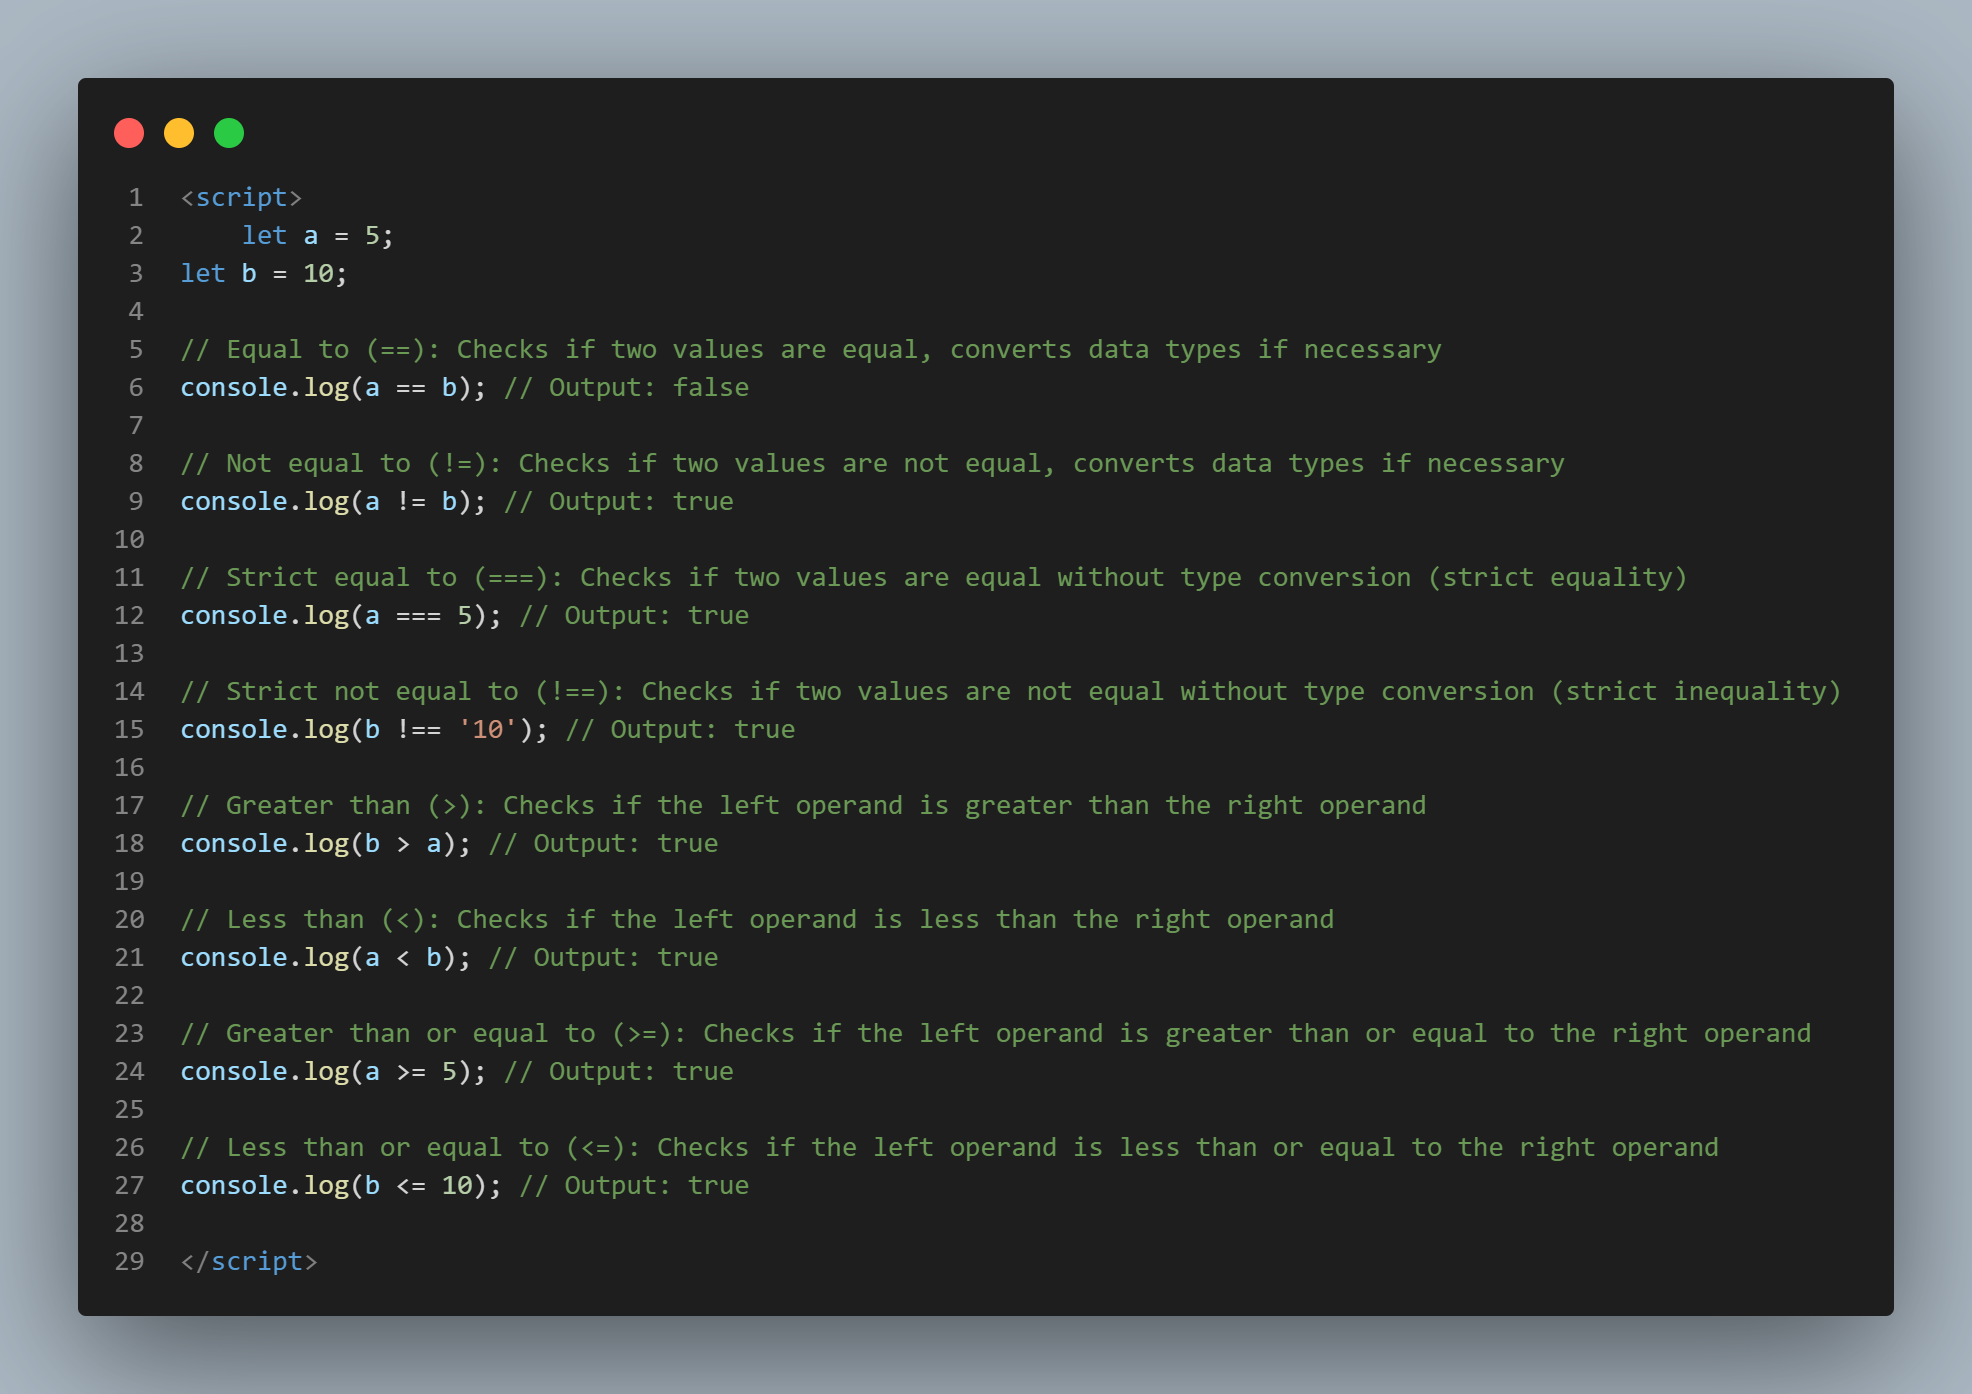 1 <script>
2     let a = 5;
3 let b = 10;
4
5 // Equal to (==): Checks if two values are equal, converts data types if necessary
6 console.log(a == b); // Output: false
7
8 // Not equal to (!=): Checks if two values are not equal, converts data types if necessary
9 console.log(a != b); // Output: true
10
11 // Strict equal to (===): Checks if two values are equal without type conversion (strict equality)
12 console.log(a === 5); // Output: true
13
14 // Strict not equal to (!==): Checks if two values are not equal without type conversion (strict inequality)
15 console.log(b !== '10'); // Output: true
16
17 // Greater than (>): Checks if the left operand is greater than the right operand
18 console.log(b > a); // Output: true
19
20 // Less than (<): Checks if the left operand is less than the right operand
21 console.log(a < b); // Output: true
22
23 // Greater than or equal to (>=): Checks if the left operand is greater than or equal to the right operand
24 console.log(a >= 5); // Output: true
25
26 // Less than or equal to (<=): Checks if the left operand is less than or equal to the right operand
27 console.log(b <= 10); // Output: true
28
29 </script>